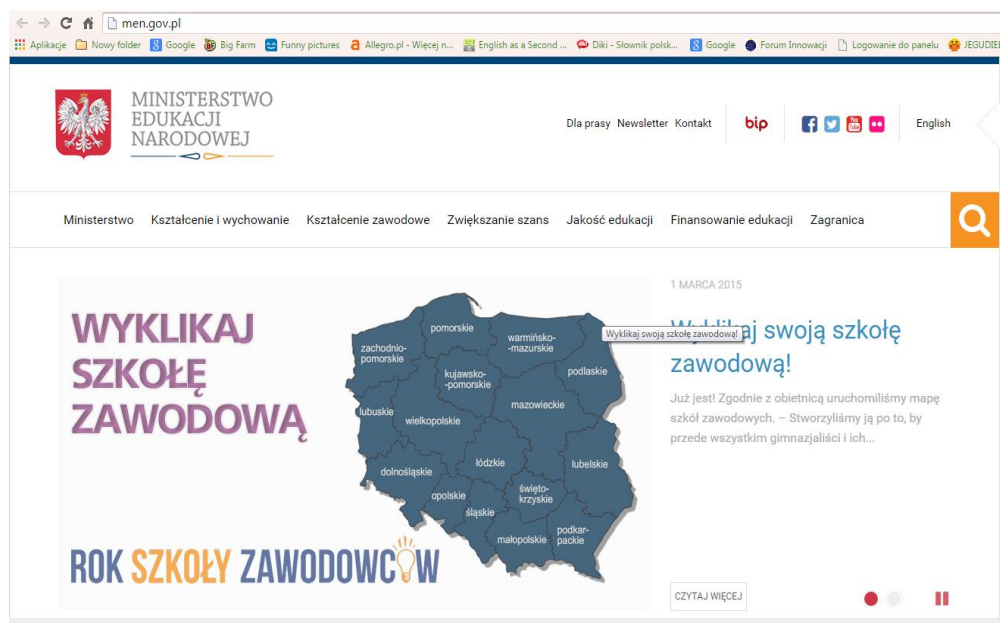 men.gov.pl
Aplikacje Nowy folder Google Big Farm Funny pictures Allegro.pl - Więcej n... English as a Second ... Diki - Słownik polsk... Google Forum Innowacji Logowanie do panelu JEGUDIE
MINISTERSTWO
EDUKACJI
NARODOWEJ
Dla prasy Newsletter Kontakt bip You Tube English
Ministerstwo Kształcenie i wychowanie Kształcenie zawodowe Zwiększanie szans Jakość edukacji Finansowanie edukacji Zagranica
WYKLIKAJ
SZKOŁĘ
ZAWODOWĄ
pomorskie
warmińsko-
-mazurskie
zachodnio-
pomorskie
kujawsko-
-pomorskie
podlaskie
mazowieckie
lubuskie
wielkopolskie
łódzkie
lubelskie
dolnośląskie
święto-
krzyskie
opolskie
śląskie
podkar-
packie
małopolskie
ROK SZKOŁY ZAWODOWCÓW
1 MARCA 2015
Wyklikaj swoją szkołę zawodową!
Wyklikaj swoją szkołę
zawodową!
Już jest! Zgodnie z obietnicą uruchomiliśmy mapę
szkół zawodowych. – Stworzyliśmy ją po to, by
przede wszystkim gimnazjaliści i ich...
CZYTAJ WIĘCEJ